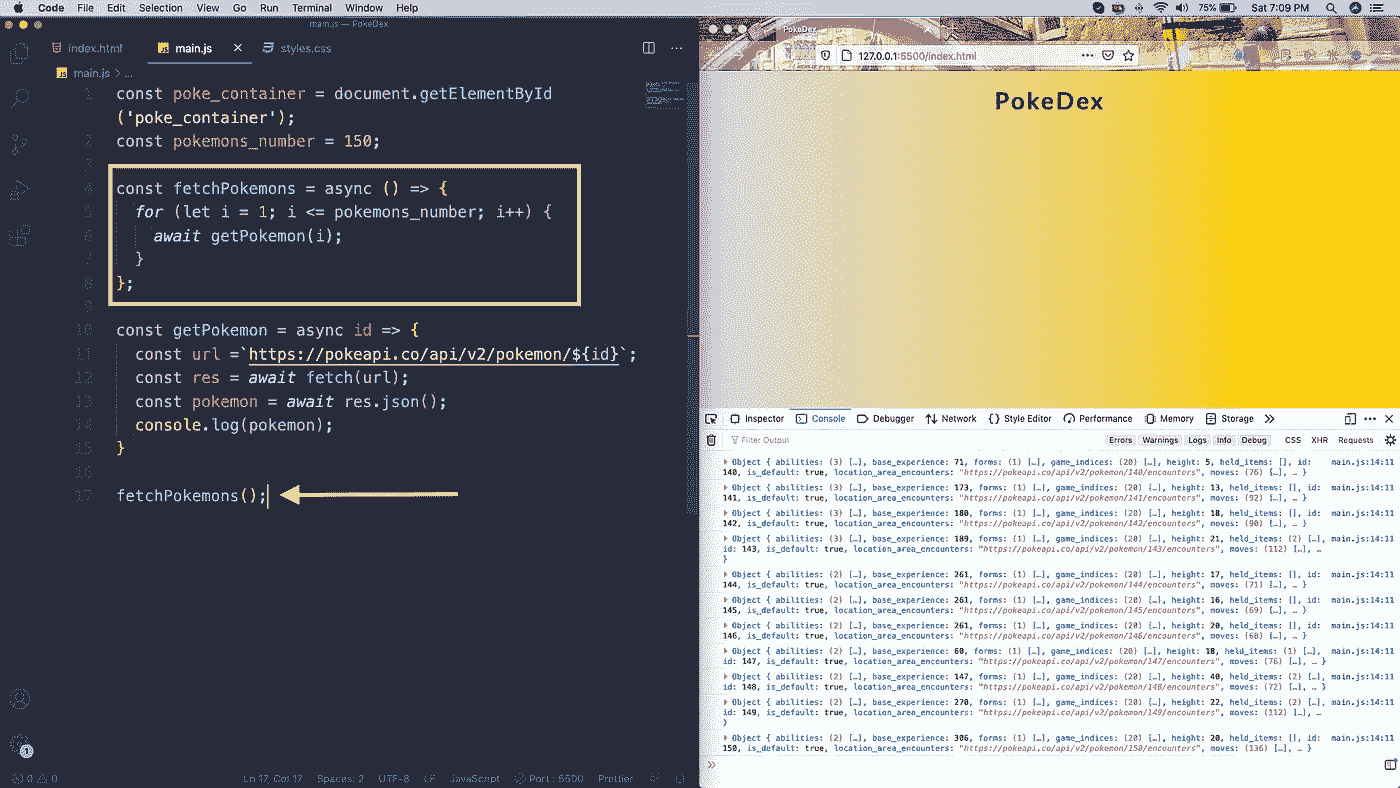 Code File Edit Selection View Go Run Terminal Window Help 75% Sat 7:09 PM
main.js — PokeDex
index.html main.js styles.css
main.js > ...
1 const poke_container = document.getElementById
('poke_container');
2 const pokemons_number = 150;
3
4 const fetchPokemons = async () => {
5 for (let i = 1; i <= pokemons_number; i++) {
6 await getPokemon(i);
7 }
8 };
9
10 const getPokemon = async id => {
11 const url =`https://pokeapi.co/api/v2/pokemon/${id}`;
12 const res = await fetch(url);
13 const pokemon = await res.json();
14 console.log(pokemon);
15 }
16
17 fetchPokemons();
0 0 Ln 17, Col 17 Spaces: 2 UTF-8 LF JavaScript Port : 5500 Prettier
PokeDex
127.0.0.1:5500/index.html
PokeDex
Inspector Console Debugger Network Style Editor Performance Memory Storage
Filter Output Errors Warnings Logs Info Debug CSS XHR Requests
Object { abilities: (3) […], base_experience: 71, forms: (1) […], game_indices: (20) […], height: 5, held_items: [], id: main.js:14:11
140, is_default: true, location_area_encounters: "https://pokeapi.co/api/v2/pokemon/140/encounters", moves: (76) […], … }
Object { abilities: (3) […], base_experience: 173, forms: (1) […], game_indices: (20) […], height: 13, held_items: [], id: main.js:14:11
141, is_default: true, location_area_encounters: "https://pokeapi.co/api/v2/pokemon/141/encounters", moves: (92) […], … }
Object { abilities: (3) […], base_experience: 180, forms: (1) […], game_indices: (20) […], height: 18, held_items: [], id: main.js:14:11
142, is_default: true, location_area_encounters: "https://pokeapi.co/api/v2/pokemon/142/encounters", moves: (90) […], … }
Object { abilities: (3) […], base_experience: 189, forms: (1) […], game_indices: (20) […], height: 21, held_items: (2) […], main.js:14:11
id: 143, is_default: true, location_area_encounters: "https://pokeapi.co/api/v2/pokemon/143/encounters", moves: (112) […], …
}
Object { abilities: (2) […], base_experience: 261, forms: (1) […], game_indices: (20) […], height: 17, held_items: [], id: main.js:14:11
144, is_default: true, location_area_encounters: "https://pokeapi.co/api/v2/pokemon/144/encounters", moves: (71) […], … }
Object { abilities: (2) […], base_experience: 261, forms: (1) […], game_indices: (20) […], height: 16, held_items: [], id: main.js:14:11
145, is_default: true, location_area_encounters: "https://pokeapi.co/api/v2/pokemon/145/encounters", moves: (69) […], … }
Object { abilities: (2) […], base_experience: 261, forms: (1) […], game_indices: (20) […], height: 20, held_items: [], id: main.js:14:11
146, is_default: true, location_area_encounters: "https://pokeapi.co/api/v2/pokemon/146/encounters", moves: (68) […], … }
Object { abilities: (2) […], base_experience: 60, forms: (1) […], game_indices: (20) […], height: 18, held_items: (1) […], main.js:14:11
id: 147, is_default: true, location_area_encounters: "https://pokeapi.co/api/v2/pokemon/147/encounters", moves: (76) […], … }
Object { abilities: (2) […], base_experience: 147, forms: (1) […], game_indices: (20) […], height: 40, held_items: (2) […], main.js:14:11
id: 148, is_default: true, location_area_encounters: "https://pokeapi.co/api/v2/pokemon/148/encounters", moves: (72) […], … }
Object { abilities: (2) […], base_experience: 270, forms: (1) […], game_indices: (20) […], height: 22, held_items: (2) […], main.js:14:11
id: 149, is_default: true, location_area_encounters: "https://pokeapi.co/api/v2/pokemon/149/encounters", moves: (112) […], …
}
Object { abilities: (2) […], base_experience: 306, forms: (1) […], game_indices: (20) […], height: 20, held_items: [], id: main.js:14:11
150, is_default: true, location_area_encounters: "https://pokeapi.co/api/v2/pokemon/150/encounters", moves: (136) […], … }